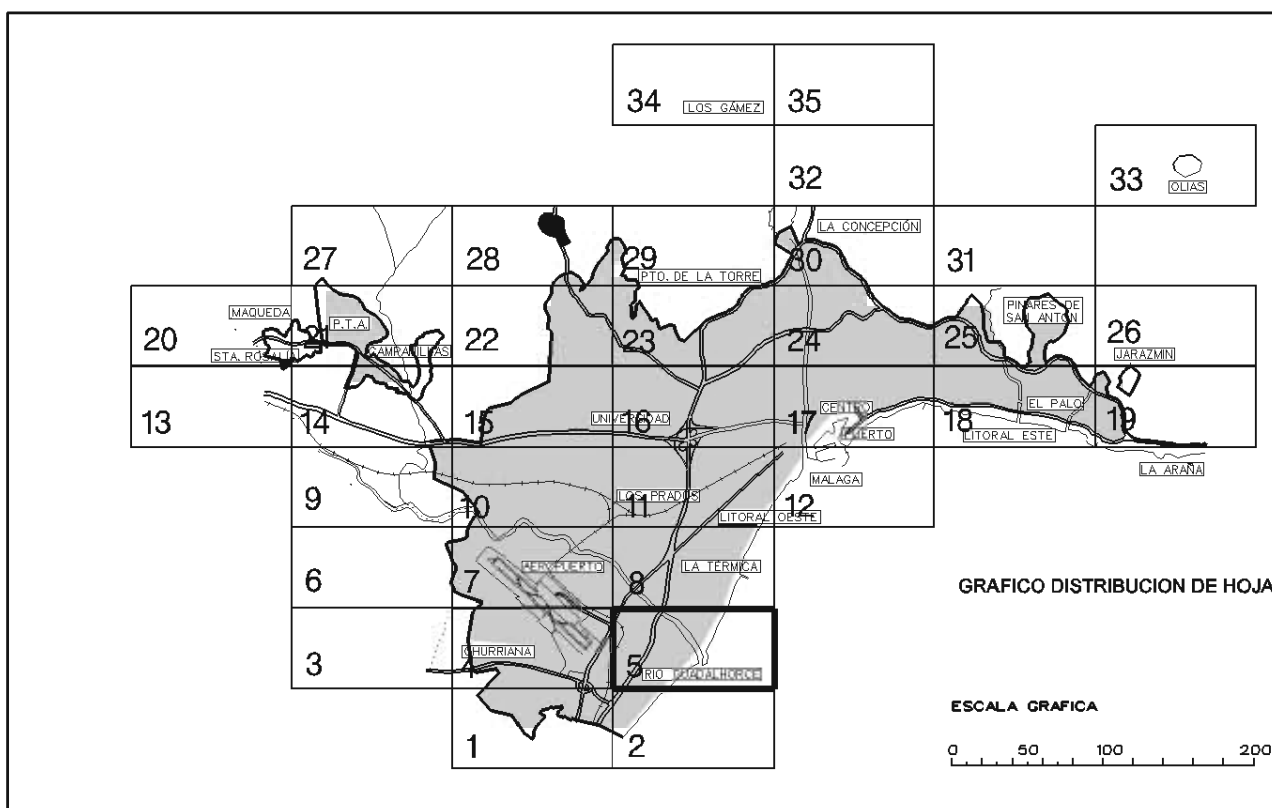 34 LOS GÁMEZ 35
32 33
OLIAS
LA CONCEPCIÓN
27 28 29 30 31
PTO. DE LA TORRE
MAQUEDA P.T.A. PINARES DE
SAN ANTÓN
20 21 22 23 24 25 26
STA. ROSALIA CAMPANILLAS JARAZMIN
13 14 15 16 17 18 19
UNIVERSIDAD CENTRO EL PALO
PUERTO LITORAL ESTE
MALAGA LA ARAÑA
9 10 11 12
LOS PRADOS
LITORAL OESTE
6 7 8
AEROPUERTO LA TÉRMICA
GRAFICO DISTRIBUCION DE HOJA
3 5
CHURRIANA RIO GUADALHORCE
1 2
ESCALA GRAFICA
0 50 100 200